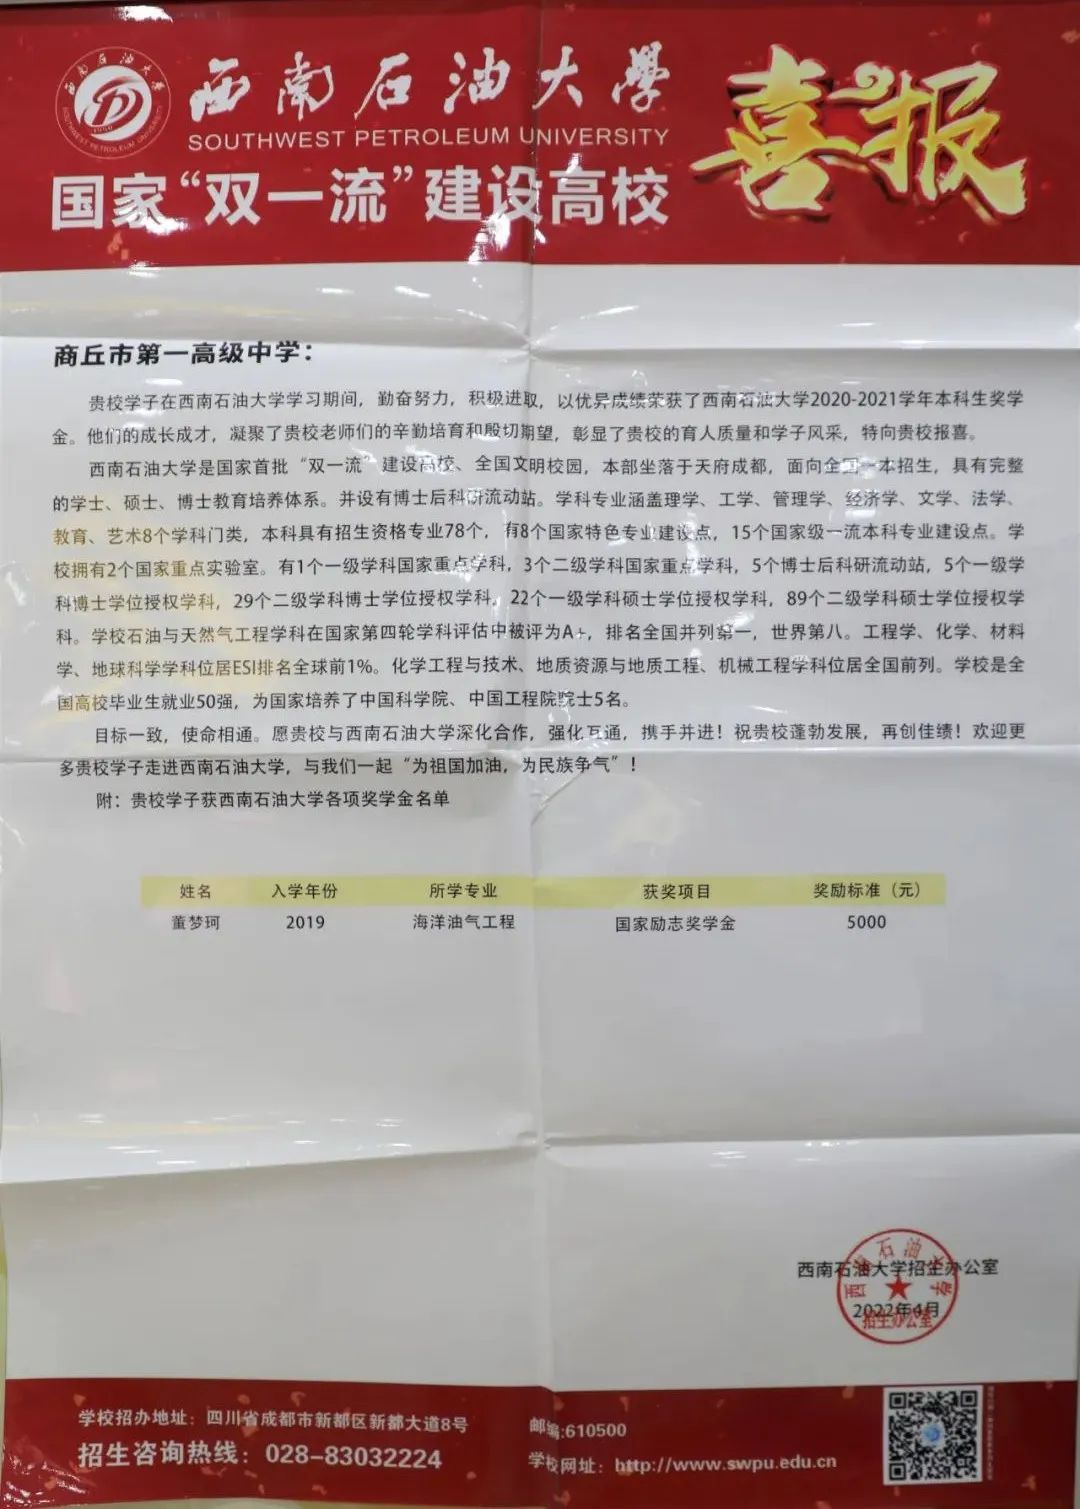 西南石油大學
SOUTHWEST PETROLEUM UNIVERSITY
国家“双一流”建设高校
喜报
商丘市第一高级中学：
贵校学子在西南石油大学学习期间，勤奋努力，积极进取，以优异成绩荣获了西南石油大学2020-2021学年本科生奖学
金。他们的成长成才，凝聚了贵校老师们的辛勤培育和殷切期望，彰显了贵校的育人质量和学子风采，特向贵校报喜。
西南石油大学是国家首批“双一流”建设高校、全国文明校园，本部坐落于天府成都，面向全国一本招生，具有完整
的学士、硕士、博士教育培养体系。并设有博士后科研流动站。学科专业涵盖理学、工学、管理学、经济学、文学、法学、
教育、艺术8个学科门类，本科具有招生资格专业78个，有8个国家特色专业建设点，15个国家级一流本科专业建设点。学
校拥有2个国家重点实验室。有1个一级学科国家重点学科，3个二级学科国家重点学科，5个博士后科研流动站，5个一级学
科博士学位授权学科，29个二级学科博士学位授权学科，22个一级学科硕士学位授权学科，89个二级学科硕士学位授权学
科。学校石油与天然气工程学科在国家第四轮学科评估中被评为A+，排名全国并列第一，世界第八。工程学、化学、材料
学、地球科学学科位居ESI排名全球前1%。化学工程与技术、地质资源与地质工程、机械工程学科位居全国前列。学校是全
国高校毕业生就业50强，为国家培养了中国科学院、中国工程院院士5名。
目标一致，使命相通。愿贵校与西南石油大学深化合作，强化互通，携手并进！祝贵校蓬勃发展，再创佳绩！欢迎更
多贵校学子走进西南石油大学，与我们一起“为祖国加油，为民族争气”！
附：贵校学子获西南石油大学各项奖学金名单
姓名 入学年份 所学专业 获奖项目 奖励标准（元）
董梦珂 2019 海洋油气工程 国家励志奖学金 5000
西南石油大学招生办公室
2022年4月
西南石油大学
招生办公室
学校招办地址：四川省成都市新都区新都大道8号
招生咨询热线：028-83032224
邮编:610500
学校网址：http://www.swpu.edu.cn